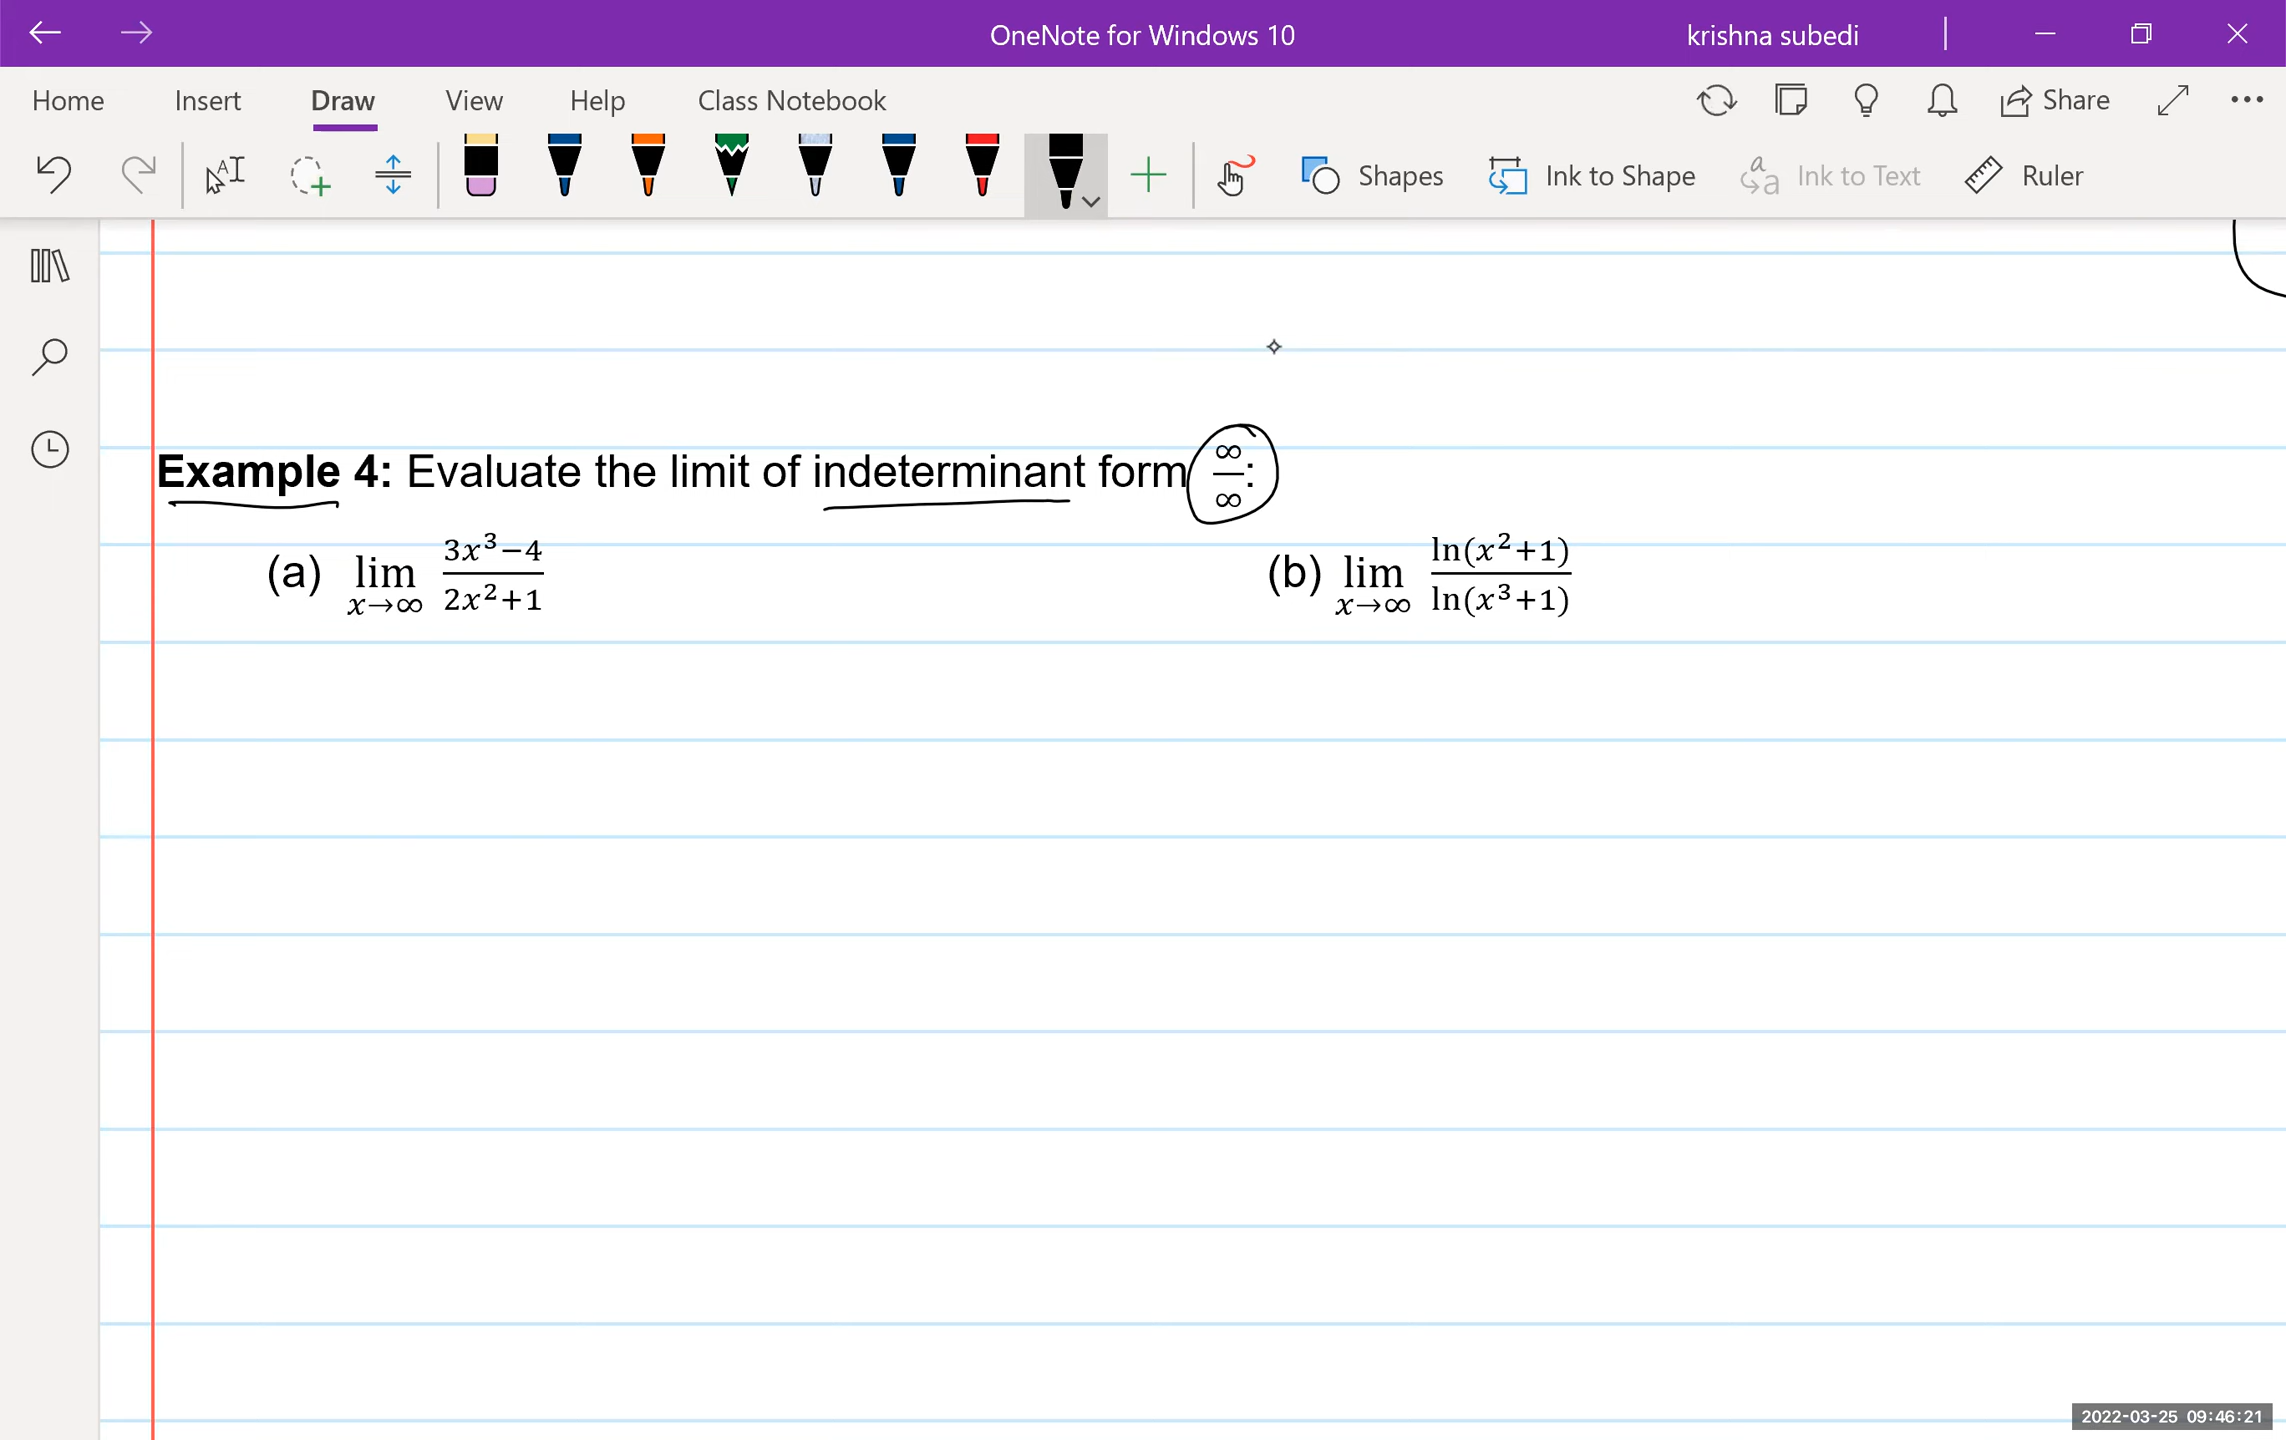 OneNote for Windows 10
krishna subedi
Home Insert Draw View Help Class Notebook Share
Shapes Ink to Shape Ink to Text Ruler
Example 4: Evaluate the limit of indeterminant form ∞/∞:
(a) lim x→∞ (3x³−4)/(2x²+1)
(b) lim x→∞ ln(x²+1)/ln(x³+1)
2022-03-25 09:46:21